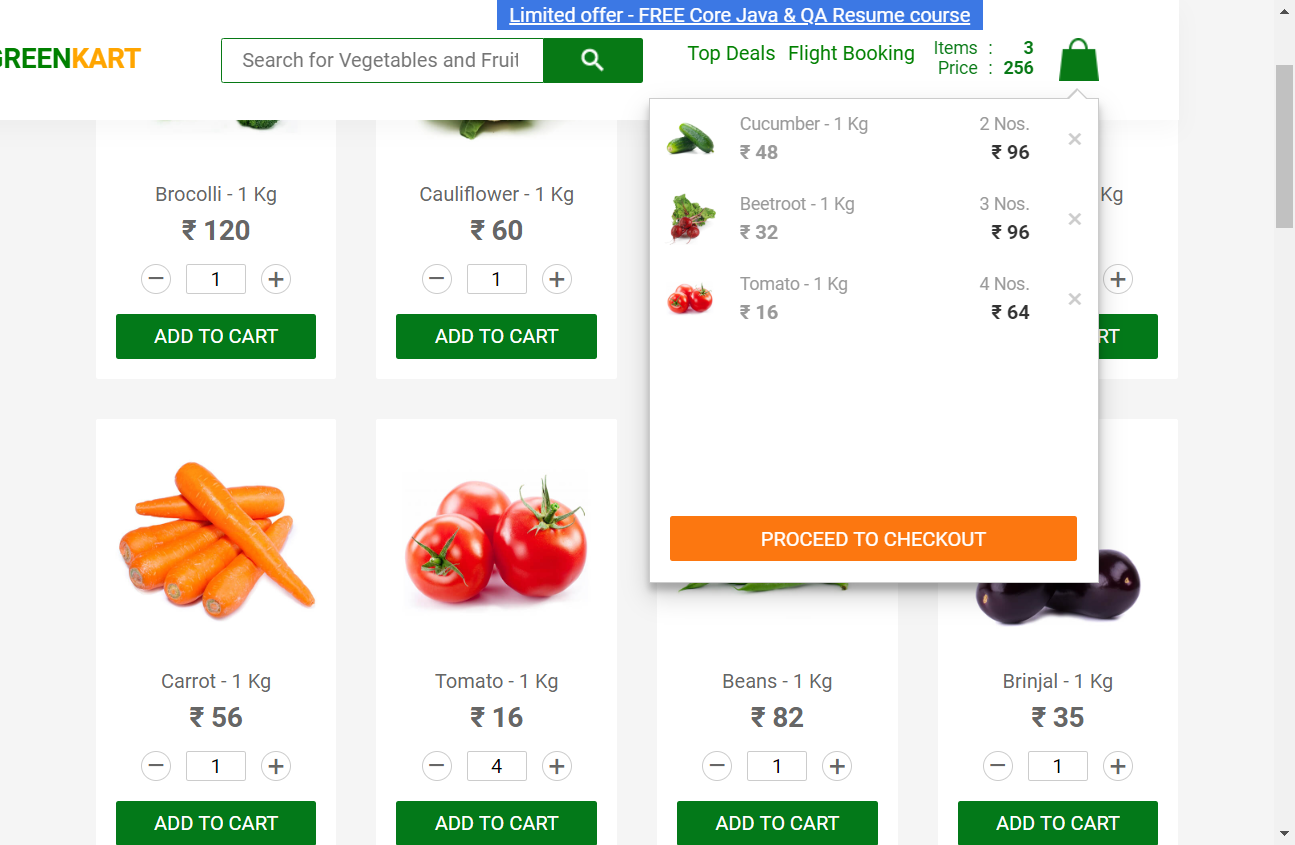 Limited offer - FREE Core Java & QA Resume course
GREENKART
Search for Vegetables and Fruit
Top Deals Flight Booking
Items : 3
Price : 256
Cucumber - 1 Kg 2 Nos.
₹ 48 ₹ 96 ×
Beetroot - 1 Kg 3 Nos.
₹ 32 ₹ 96 ×
Tomato - 1 Kg 4 Nos.
₹ 16 ₹ 64 ×
PROCEED TO CHECKOUT
Brocolli - 1 Kg
₹ 120
− 1 +
ADD TO CART
Cauliflower - 1 Kg
₹ 60
− 1 +
ADD TO CART
Kg
+
RT
Carrot - 1 Kg
₹ 56
− 1 +
ADD TO CART
Tomato - 1 Kg
₹ 16
− 4 +
ADD TO CART
Beans - 1 Kg
₹ 82
− 1 +
ADD TO CART
Brinjal - 1 Kg
₹ 35
− 1 +
ADD TO CART